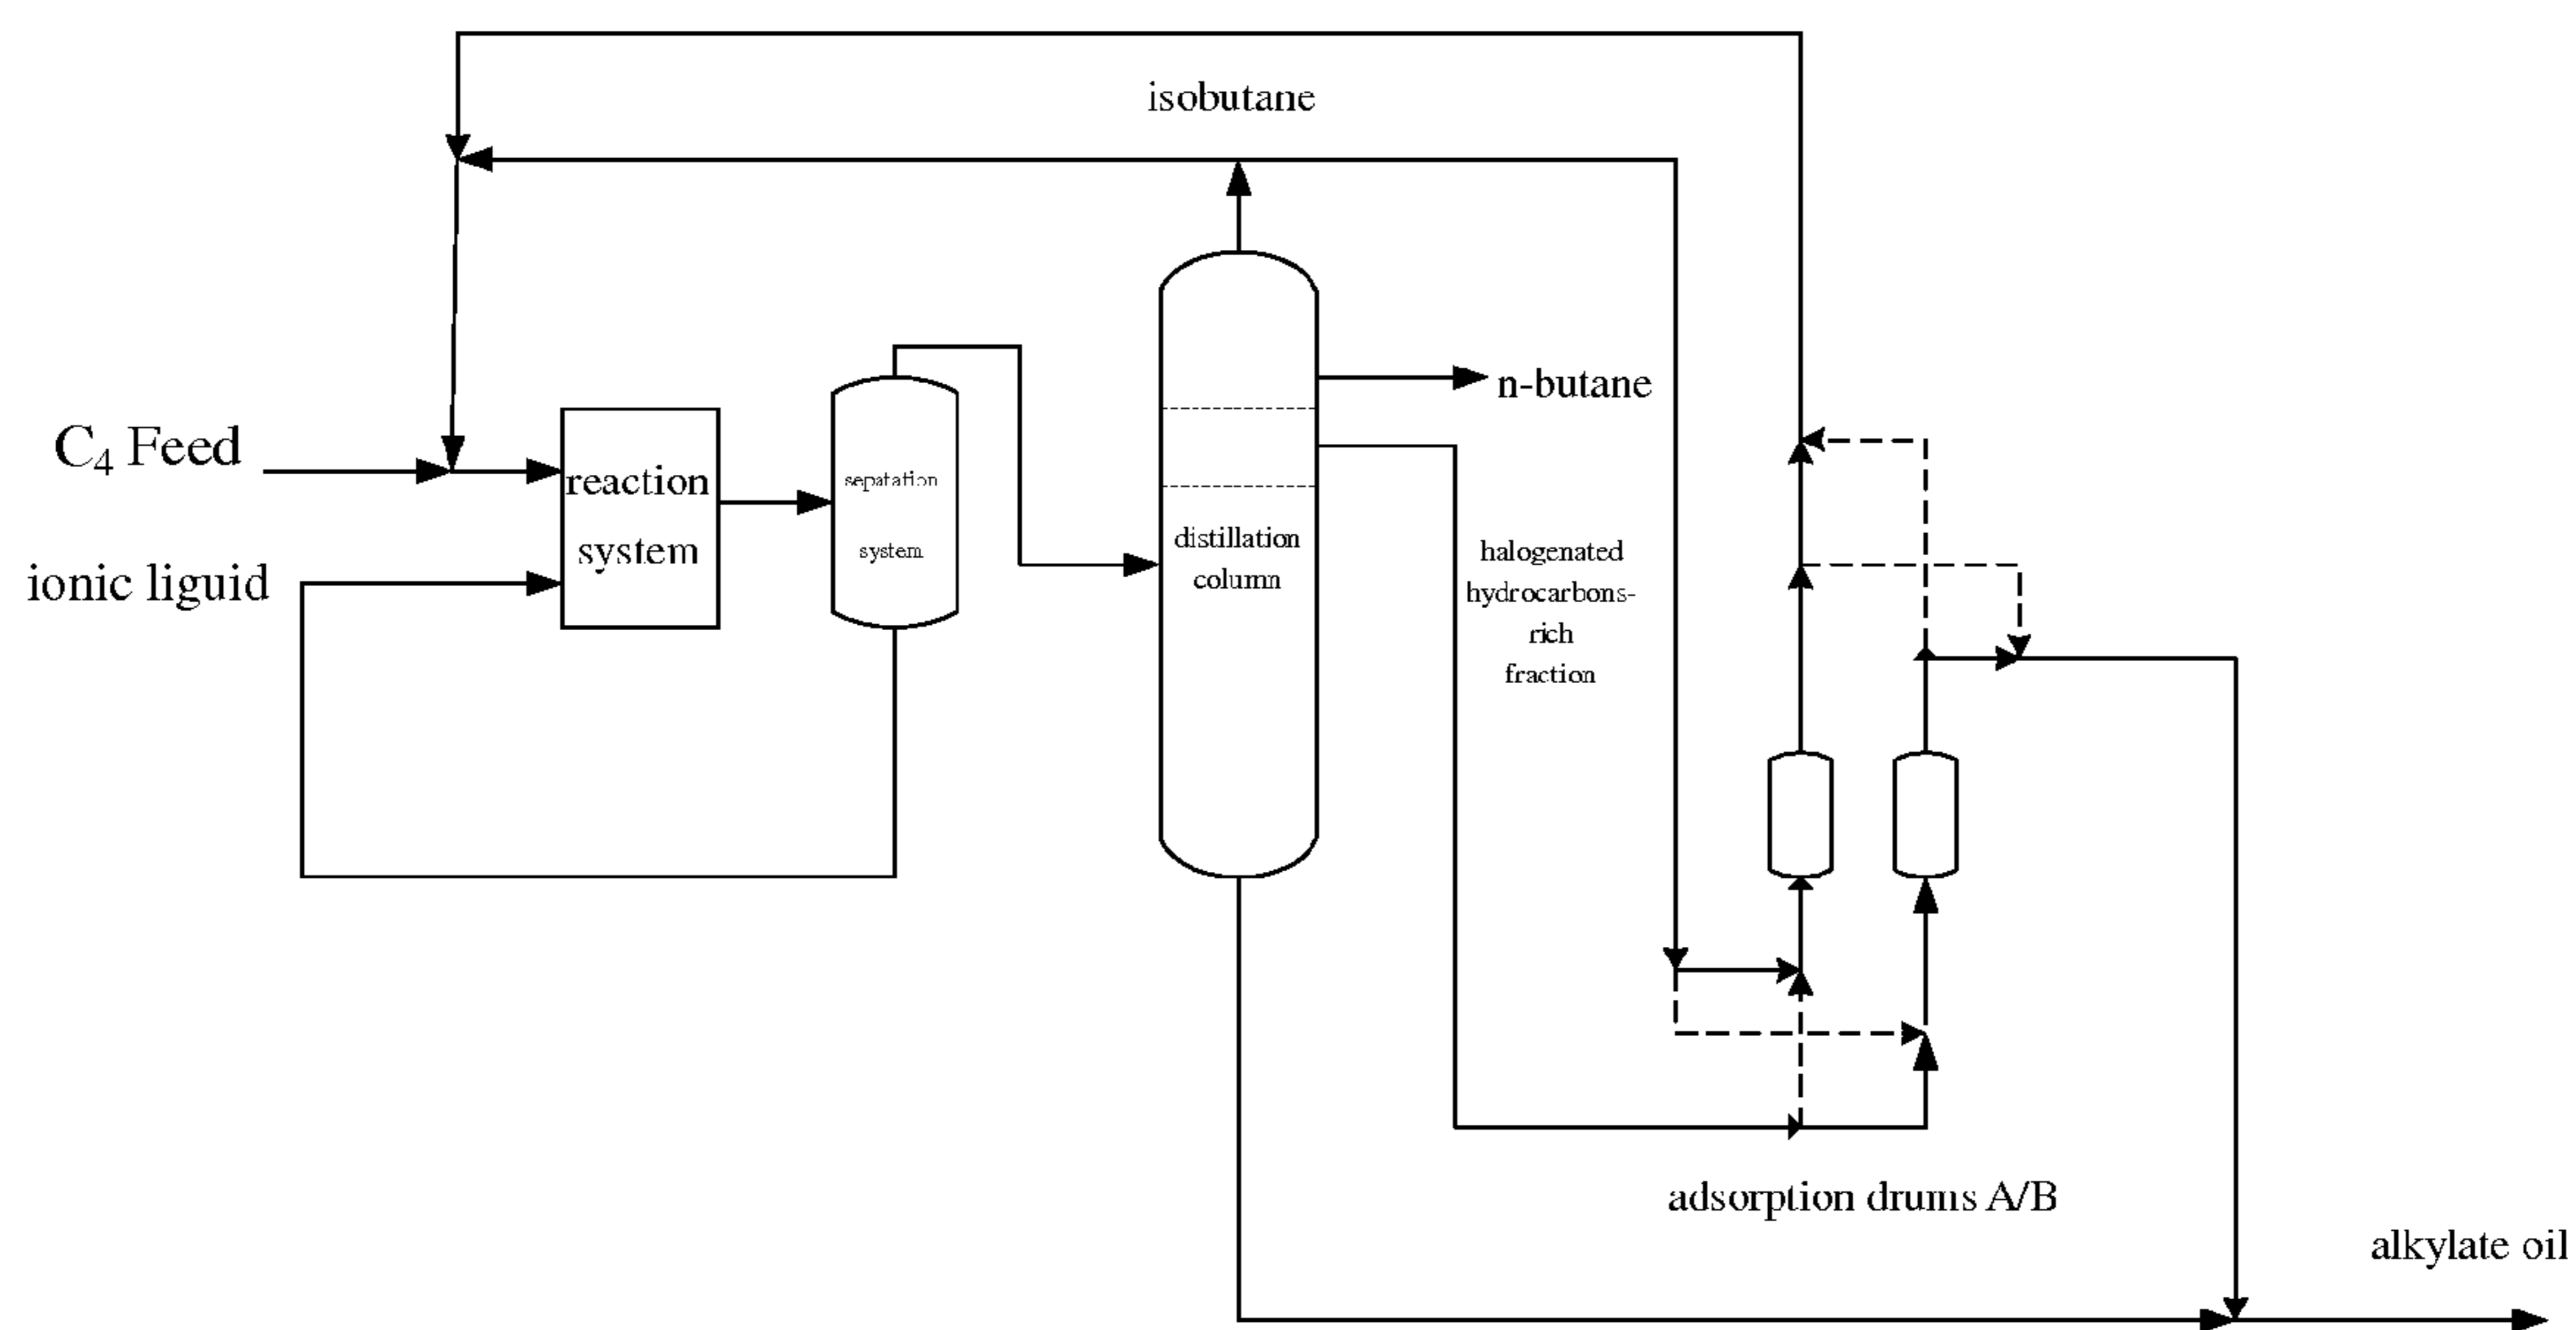 isobutane
n-butane
C₄ Feed
reaction
system
sepatation
system
ionic liguid
distillation
column
halogenated
hydrocarbons-
rich
fraction
adsorption drums A/B
alkylate oil